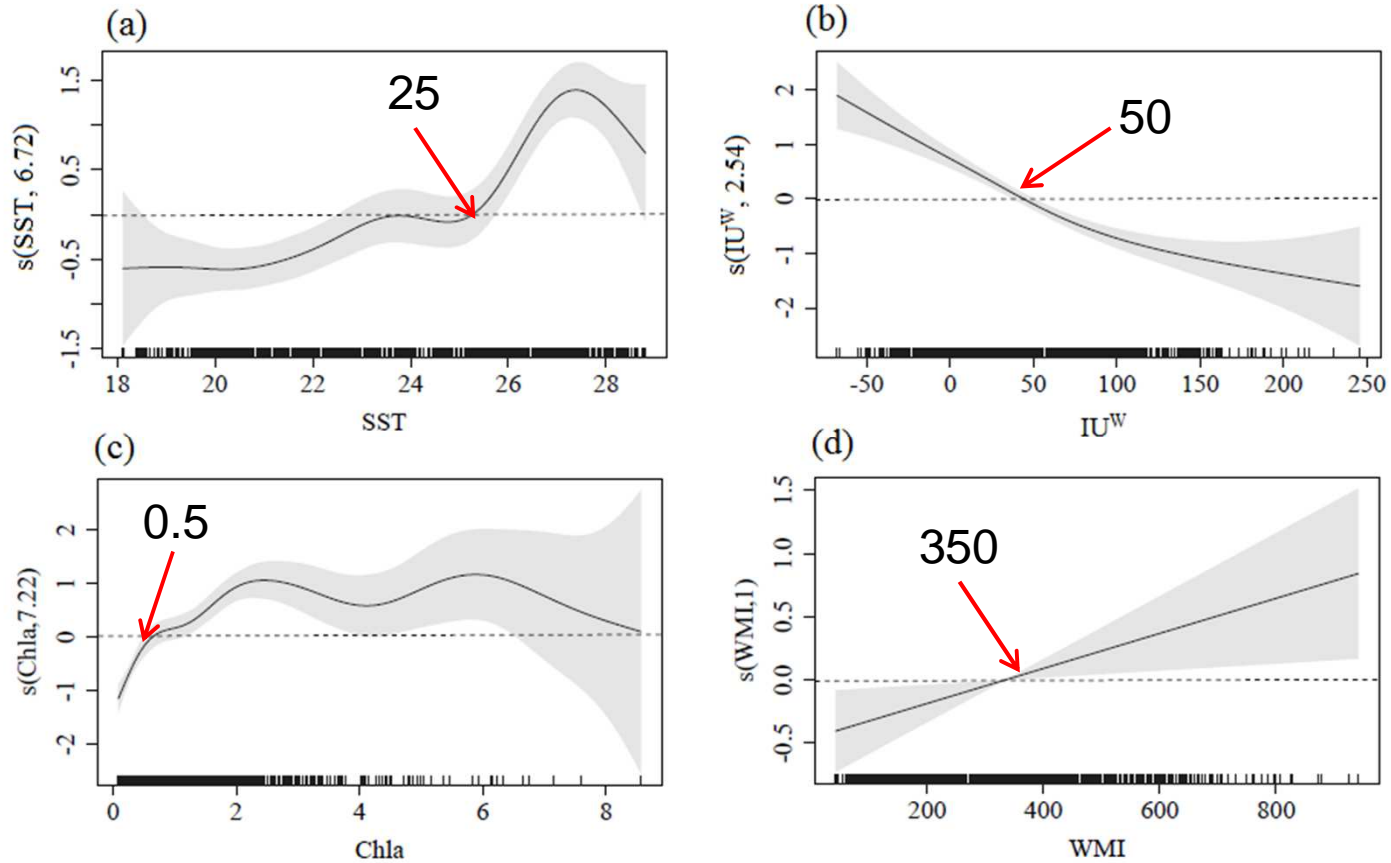 (a)
25
s(SST, 6.72)
1.5
0.5
-0.5
-1.5
18 20 22 24 26 28
SST
(b)
50
s(IU^W, 2.54)
2
1
0
-1
-2
-50 0 50 100 150 200 250
IU^W
(c)
0.5
s(Chla,7.22)
2
1
0
-1
-2
0 2 4 6 8
Chla
(d)
350
s(WMI,1)
1.5
1.0
0.5
0.0
-0.5
200 400 600 800
WMI